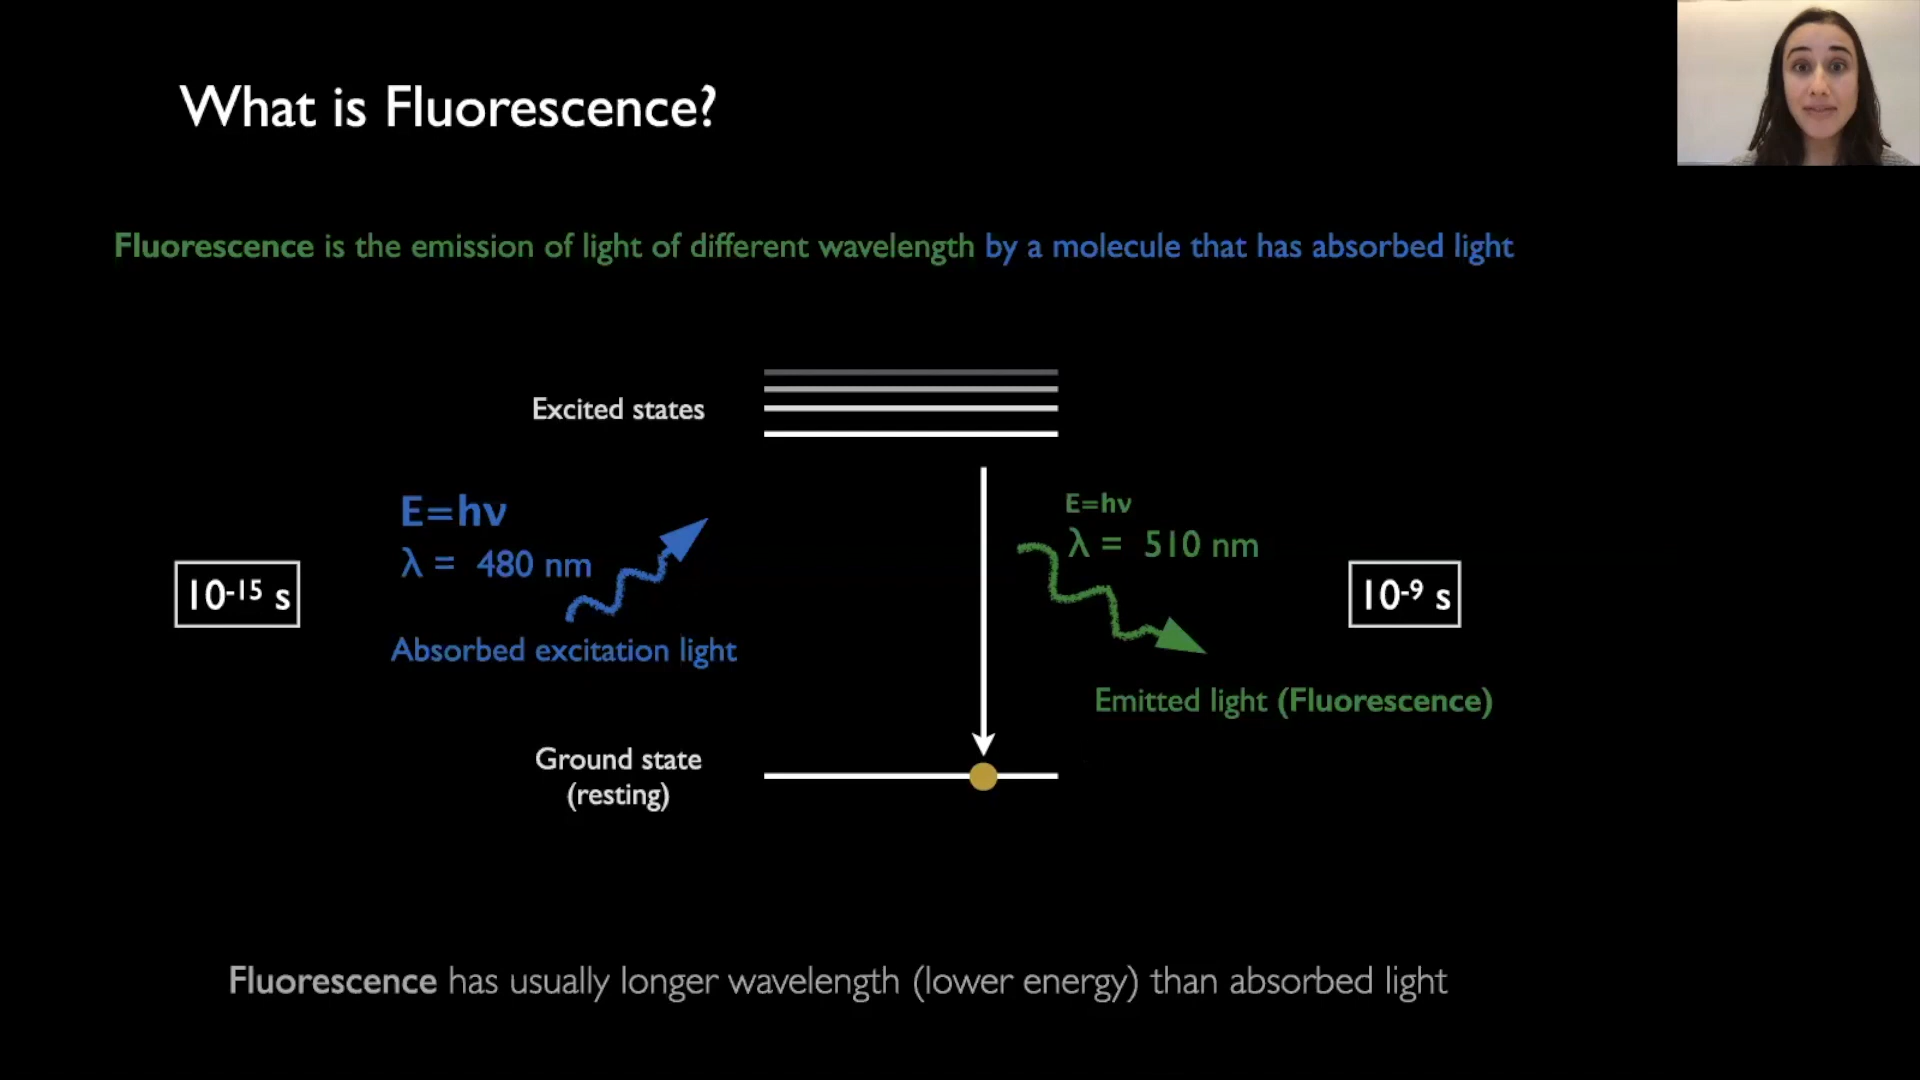 What is Fluorescence?
Fluorescence is the emission of light of different wavelength by a molecule that has absorbed light
Excited states
E=hν
λ = 480 nm
Absorbed excitation light
10⁻¹⁵ s
E=hν
λ = 510 nm
10⁻⁹ s
Emitted light (Fluorescence)
Ground state
(resting)
Fluorescence has usually longer wavelength (lower energy) than absorbed light